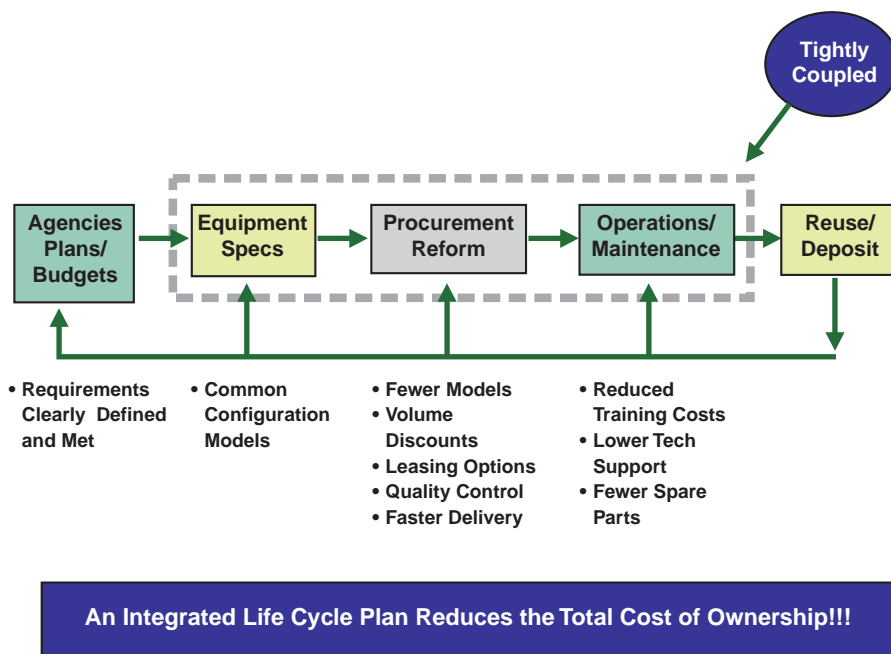 Tightly
Coupled
Agencies
Plans/
Budgets
Equipment
Specs
Procurement
Reform
Operations/
Maintenance
Reuse/
Deposit
• Requirements
Clearly Defined
and Met
• Common
Configuration
Models
• Fewer Models
• Volume
Discounts
• Leasing Options
• Quality Control
• Faster Delivery
• Reduced
Training Costs
• Lower Tech
Support
• Fewer Spare
Parts
An Integrated Life Cycle Plan Reduces the Total Cost of Ownership!!!